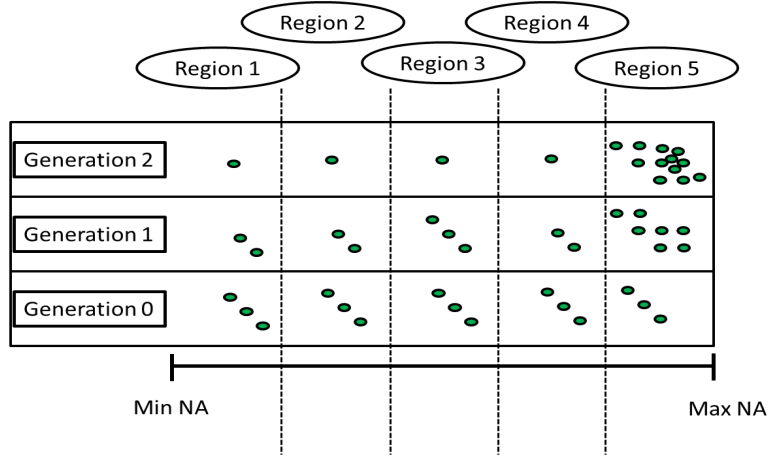 Region 2
Region 4
Region 1
Region 3
Region 5
Generation 2
Generation 1
Generation 0
Min NA
Max NA